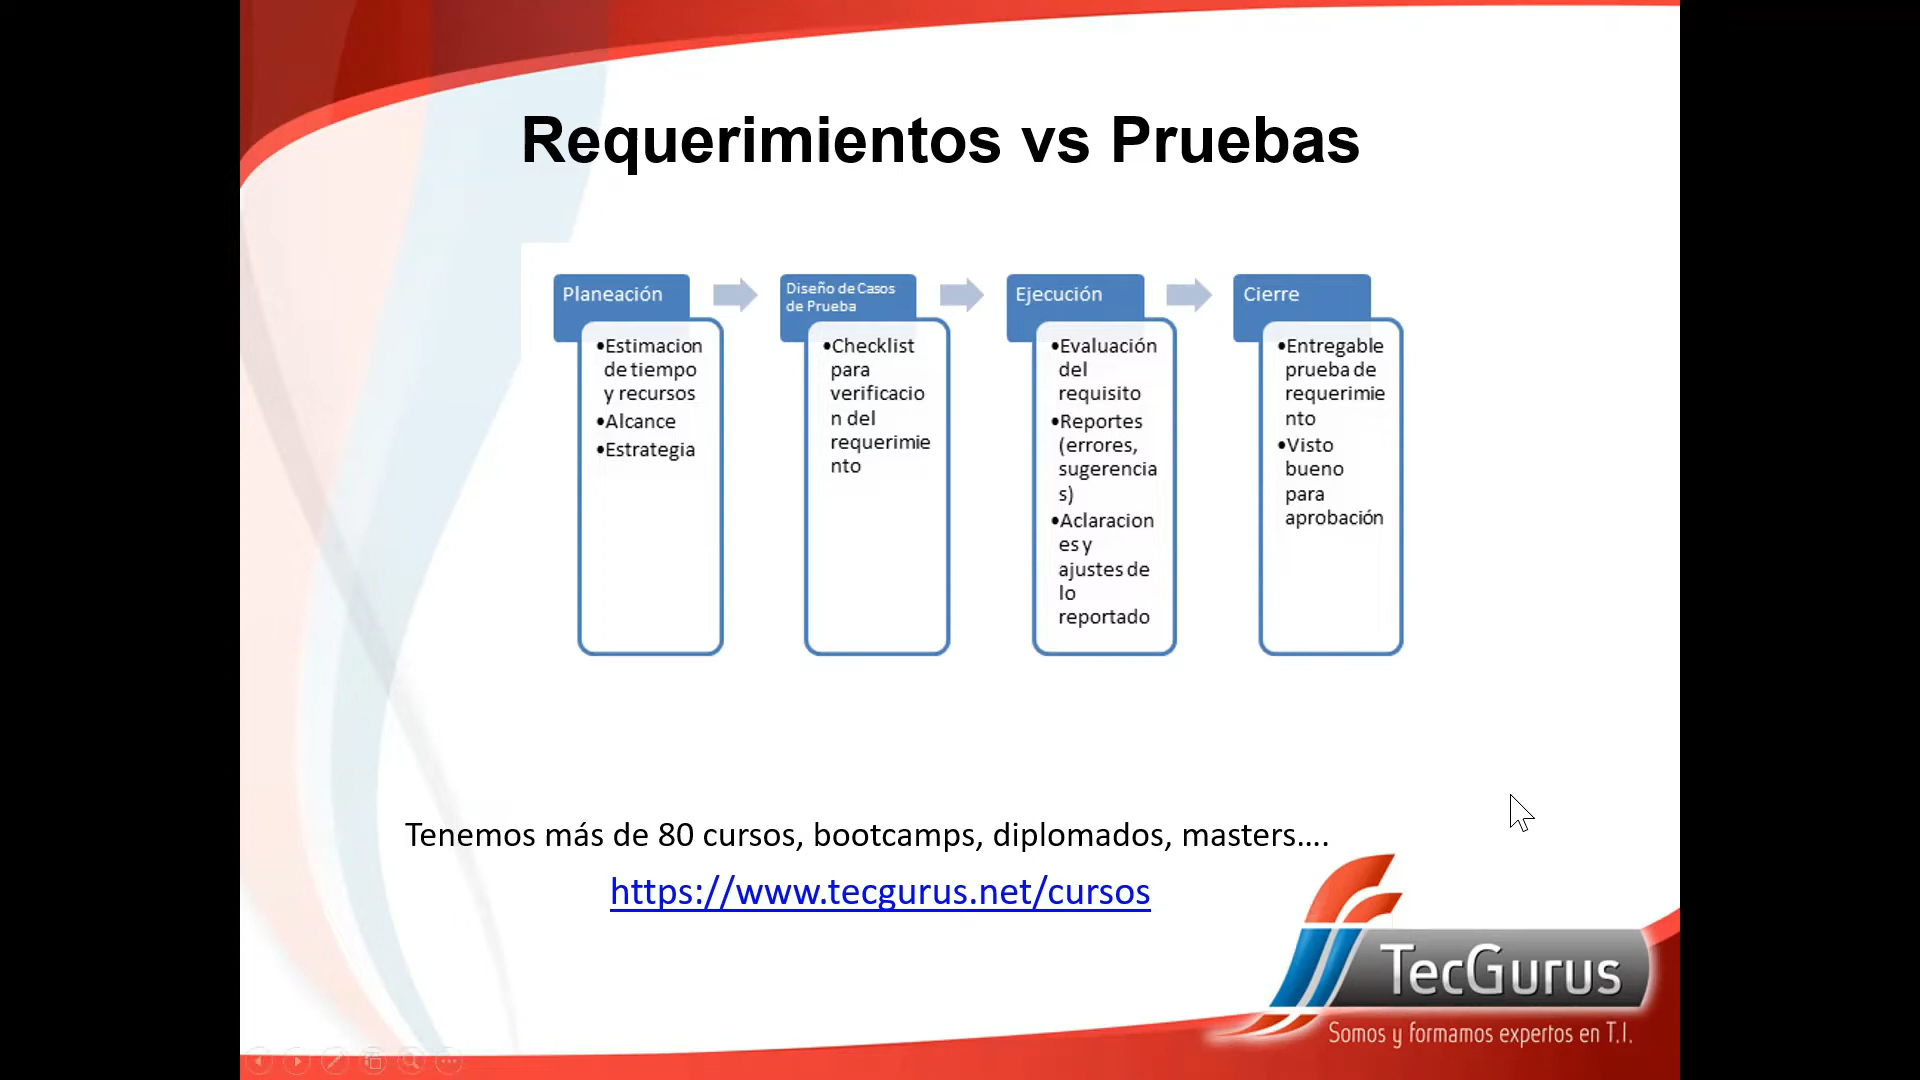 Requerimientos vs Pruebas
Planeación
•Estimacion
de tiempo
y recursos
•Alcance
•Estrategia
Diseño de Casos
de Prueba
•Checklist
para
verificacio
n del
requerimie
nto
Ejecución
•Evaluación
del
requisito
•Reportes
(errores,
sugerencia
s)
•Aclaracion
es y
ajustes de
lo
reportado
Cierre
•Entregable
prueba de
requerimie
nto
•Visto
bueno
para
aprobación
Tenemos más de 80 cursos, bootcamps, diplomados, masters....
https://www.tecgurus.net/cursos
TecGurus
Somos y formamos expertos en T.I.